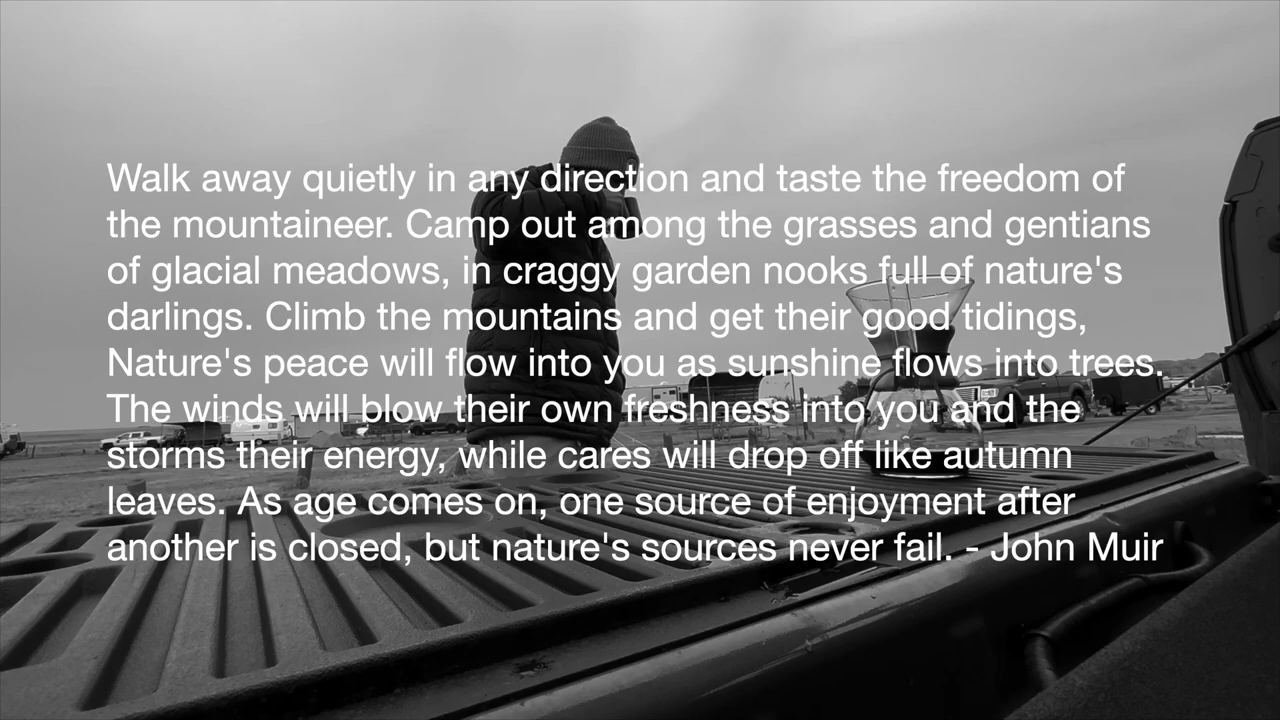 Walk away quietly in any direction and taste the freedom of
the mountaineer. Camp out among the grasses and gentians
of glacial meadows, in craggy garden nooks full of nature's
darlings. Climb the mountains and get their good tidings,
Nature's peace will flow into you as sunshine flows into trees.
The winds will blow their own freshness into you and the
storms their energy, while cares will drop off like autumn
leaves. As age comes on, one source of enjoyment after
another is closed, but nature's sources never fail. - John Muir